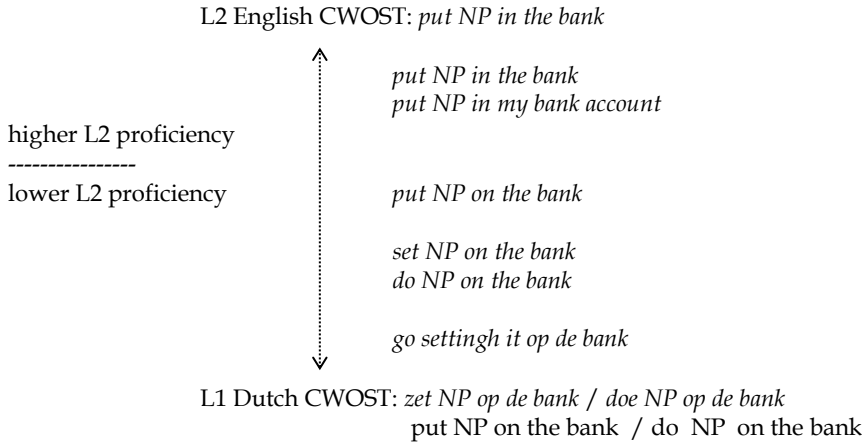 L2 English CWOST: put NP in the bank
put NP in the bank
put NP in my bank account
higher L2 proficiency
----------------
lower L2 proficiency put NP on the bank
set NP on the bank
do NP on the bank
go settingh it op de bank
L1 Dutch CWOST: zet NP op de bank / doe NP op de bank
put NP on the bank / do NP on the bank